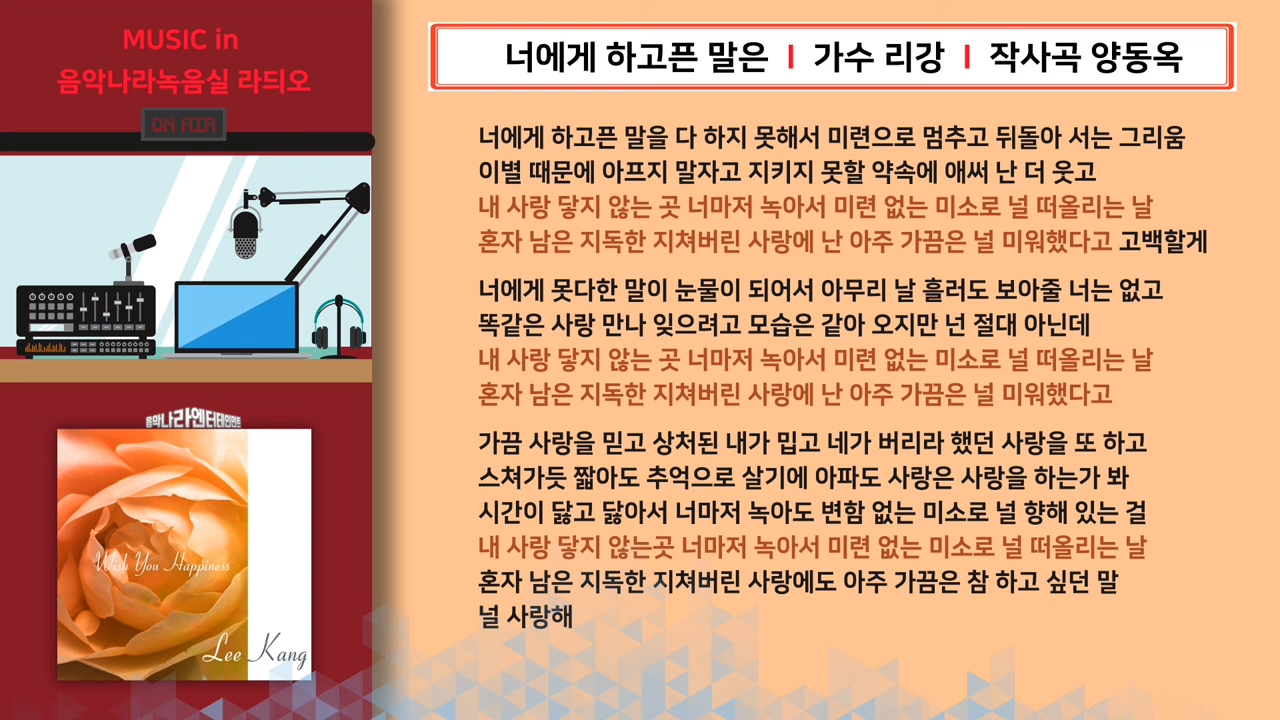 MUSIC in
음악나라녹음실 라듸오
ON AIR
음악나라엔터테인먼트
Wish You Happiness
Lee Kang
너에게 하고픈 말은 I 가수 리강 I 작사곡 양동옥
너에게 하고픈 말을 다 하지 못해서 미련으로 멈추고 뒤돌아 서는 그리움
이별 때문에 아프지 말자고 지키지 못할 약속에 애써 난 더 웃고
내 사랑 닿지 않는 곳 너마저 녹아서 미련 없는 미소로 널 떠올리는 날
혼자 남은 지독한 지쳐버린 사랑에 난 아주 가끔은 널 미워했다고 고백할게
너에게 못다한 말이 눈물이 되어서 아무리 날 흘러도 보아줄 너는 없고
똑같은 사랑 만나 잊으려고 모습은 같아 오지만 넌 절대 아닌데
내 사랑 닿지 않는 곳 너마저 녹아서 미련 없는 미소로 널 떠올리는 날
혼자 남은 지독한 지쳐버린 사랑에 난 아주 가끔은 널 미워했다고
가끔 사랑을 믿고 상처된 내가 밉고 네가 버리라 했던 사랑을 또 하고
스쳐가듯 짧아도 추억으로 살기에 아파도 사랑은 사랑을 하는가 봐
시간이 닳고 닳아서 너마저 녹아도 변함 없는 미소로 널 향해 있는 걸
내 사랑 닿지 않는곳 너마저 녹아서 미련 없는 미소로 널 떠올리는 날
혼자 남은 지독한 지쳐버린 사랑에도 아주 가끔은 참 하고 싶던 말
널 사랑해